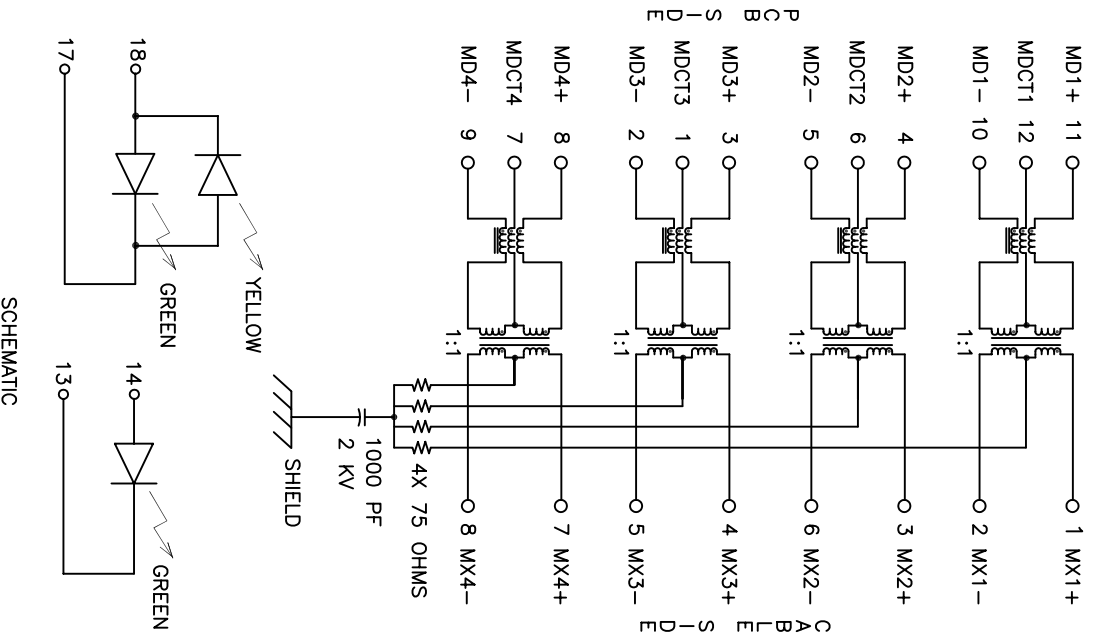 PCB SIDE
MD1+ 11
MDCT1 12
MD1- 10
1:1
1 MX1+
2 MX1-
MD2+ 4
MDCT2 6
MD2- 5
1:1
3 MX2+
6 MX2-
MD3+ 3
MDCT3 1
MD3- 2
1:1
4 MX3+
5 MX3-
MD4+ 8
MDCT4 7
MD4- 9
1:1
7 MX4+
8 MX4-
CABLE SIDE
4X 75 OHMS
1000 PF
2 KV
SHIELD
YELLOW
18
GREEN
17
14
GREEN
13
SCHEMATIC